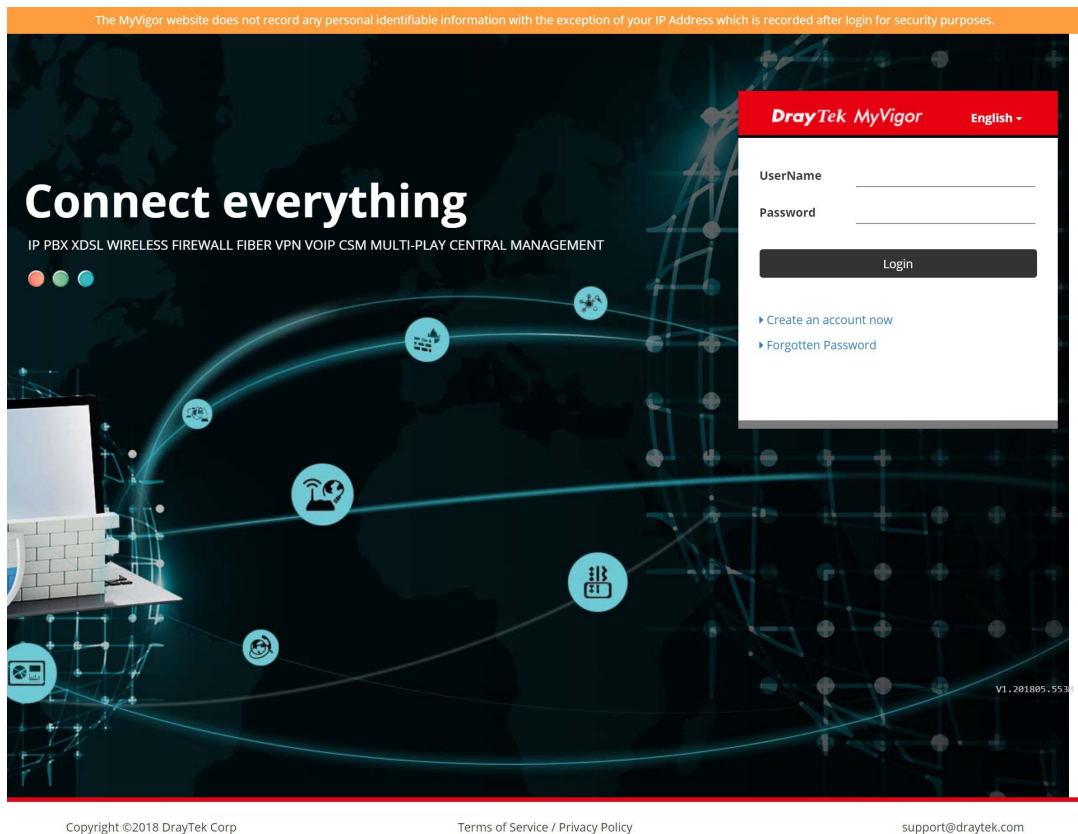 The MyVigor website does not record any personal identifiable information with the exception of your IP Address which is recorded after login for security purposes.
DrayTek MyVigor English
UserName
Password
Login
Create an account now
Forgotten Password
Connect everything
IP PBX XDSL WIRELESS FIREWALL FIBER VPN VOIP CSM MULTI-PLAY CENTRAL MANAGEMENT
Copyright ©2018 DrayTek Corp Terms of Service / Privacy Policy support@draytek.com